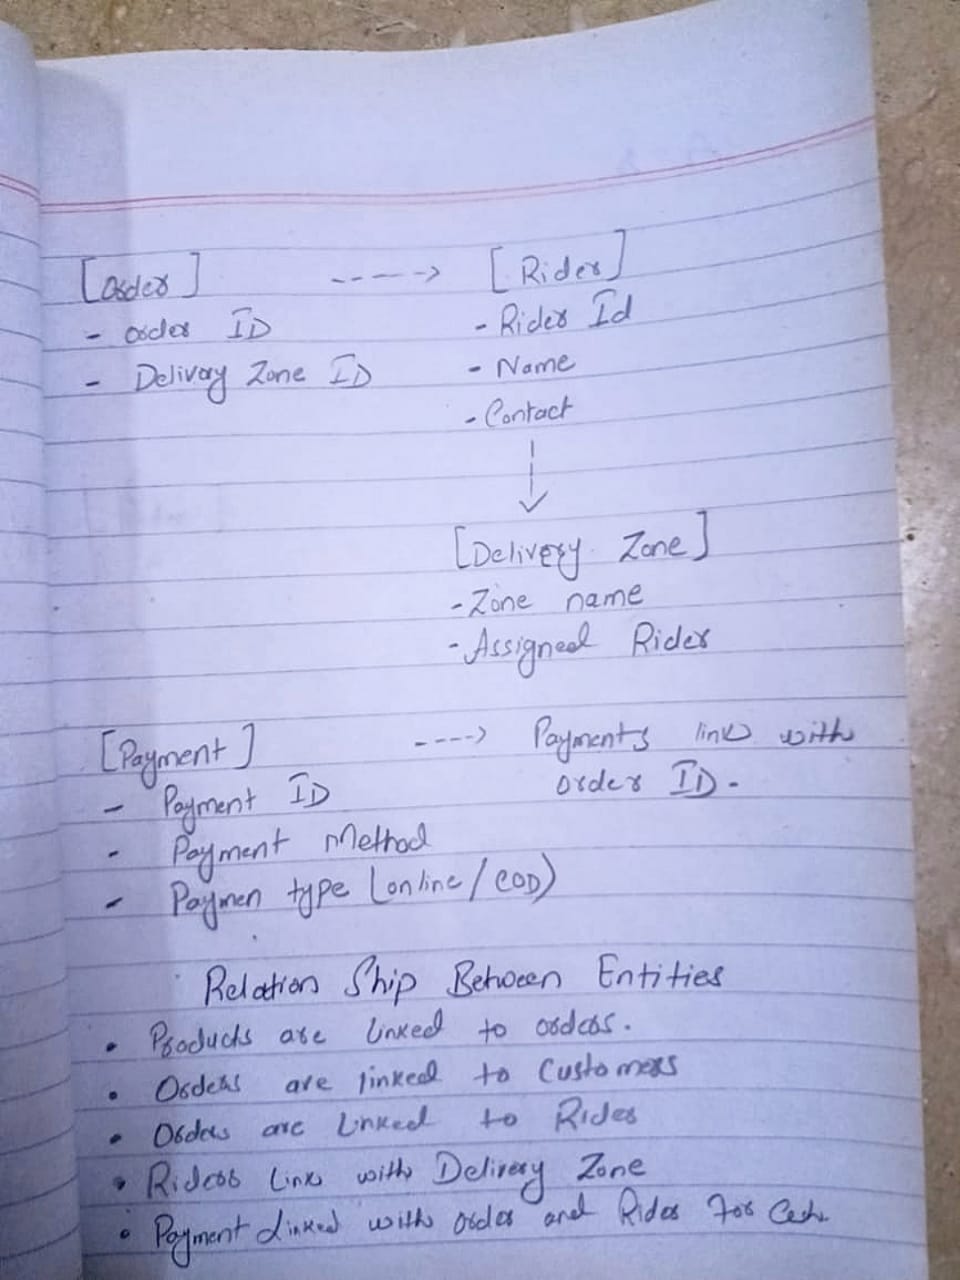 [Order] -----> [Rider]
- order ID - Rider Id
- Delivery Zone ID - Name
- Contact
[Delivery Zone]
- Zone name
- Assigned Rider
[Payment] ----> Payments link with
- Payment ID order ID.
- Payment Method
- Paymen type (online/COD)
Relation Ship Between Entities
• Products are linked to orders.
• Orders are linked to Customers
• Orders are Linked to Rider
• Riders Link with Delivery Zone
• Payment Linked with order and Rider For Cash